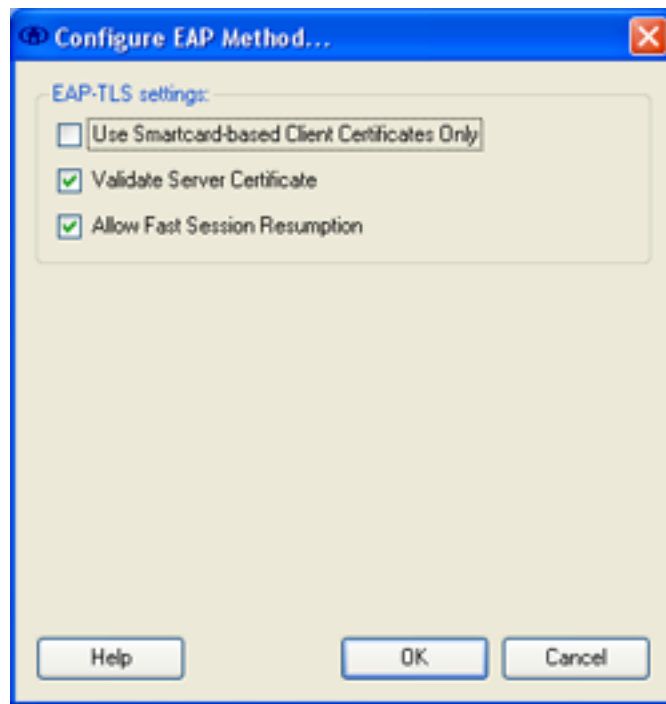 Configure EAP Method...
EAP-TLS settings:
Use Smartcard-based Client Certificates Only
Validate Server Certificate
Allow Fast Session Resumption
Help OK Cancel